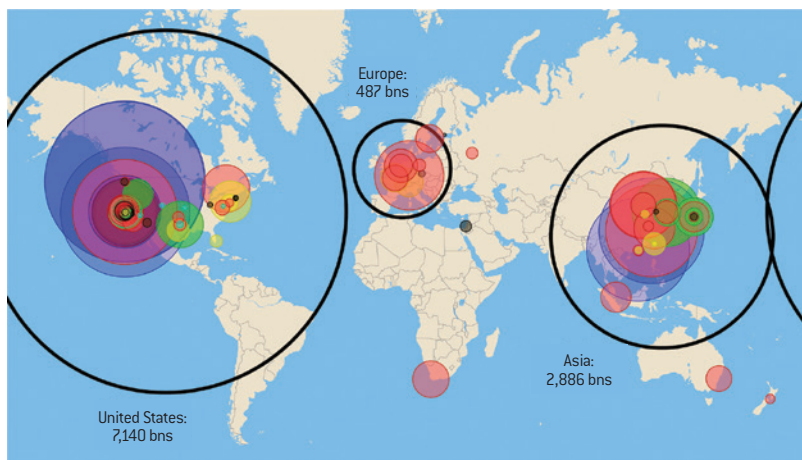 Europe:
487 bns
Asia:
2,886 bns
United States:
7,140 bns